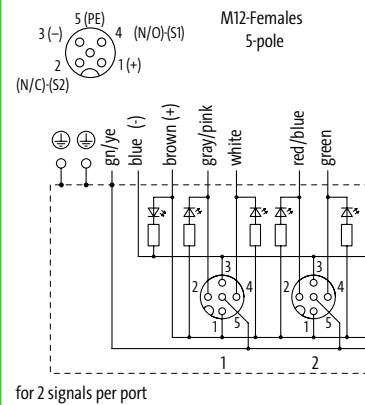 5 (PE)
3 (–)
4 (N/O)-(S1)
2
1 (+)
(N/C)-(S2)
M12-Females
5-pole
gn/ye
blue (-)
brown (+)
gray/pink
white
red/blue
green
3
2
4
1
5
3
2
4
1
5
1
2
for 2 signals per port